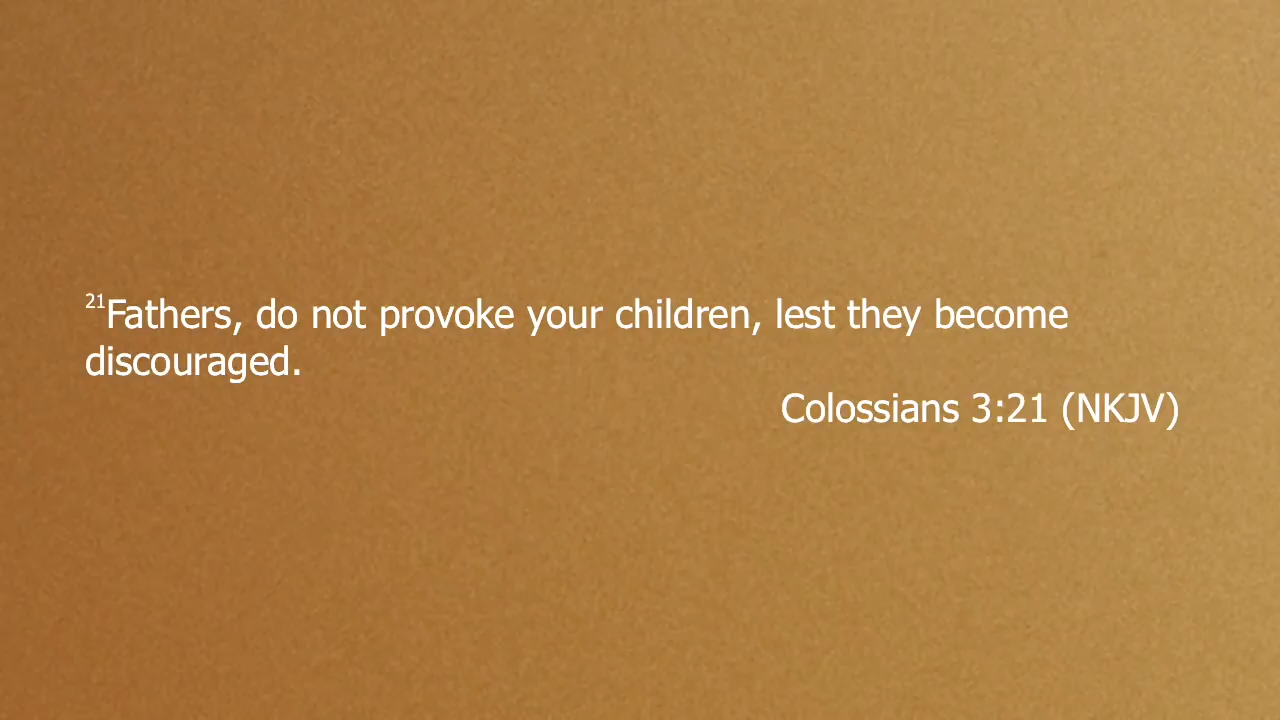 21Fathers, do not provoke your children, lest they become
discouraged.
Colossians 3:21 (NKJV)